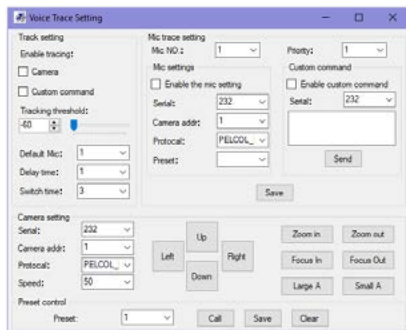 Voice Trace Setting
Track setting
Enable tracing:
Camera
Custom command
Tracking threshold:
-60
Default Mic: 1
Delay time: 1
Switch time: 3
Mic trace setting
Mic NO.: 1 Priority: 1
Mic settings
Enable the mic setting
Serial: 232
Camera addr: 1
Protocal: PELCOL_
Preset:
Custom command
Enable custom command
Serial: 232
Send
Save
Camera setting
Serial: 232
Camera addr: 1
Protocal: PELCOL_
Speed: 50
Up
Left Right
Down
Zoom in Zoom out
Focus In Focus Out
Large A Small A
Preset control
Preset: 1 Call Save Clear